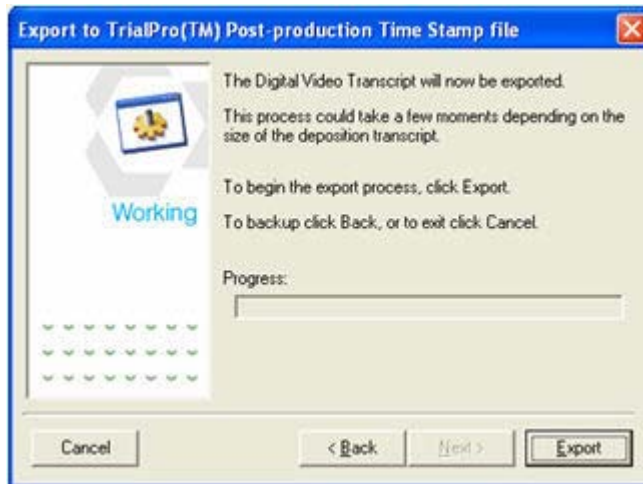 Export to TrialPro(TM) Post-production Time Stamp file
The Digital Video Transcript will now be exported.
This process could take a few moments depending on the
size of the deposition transcript.
Working
To begin the export process, click Export.
To backup click Back, or to exit click Cancel.
Progress:
Cancel
< Back
Next >
Export